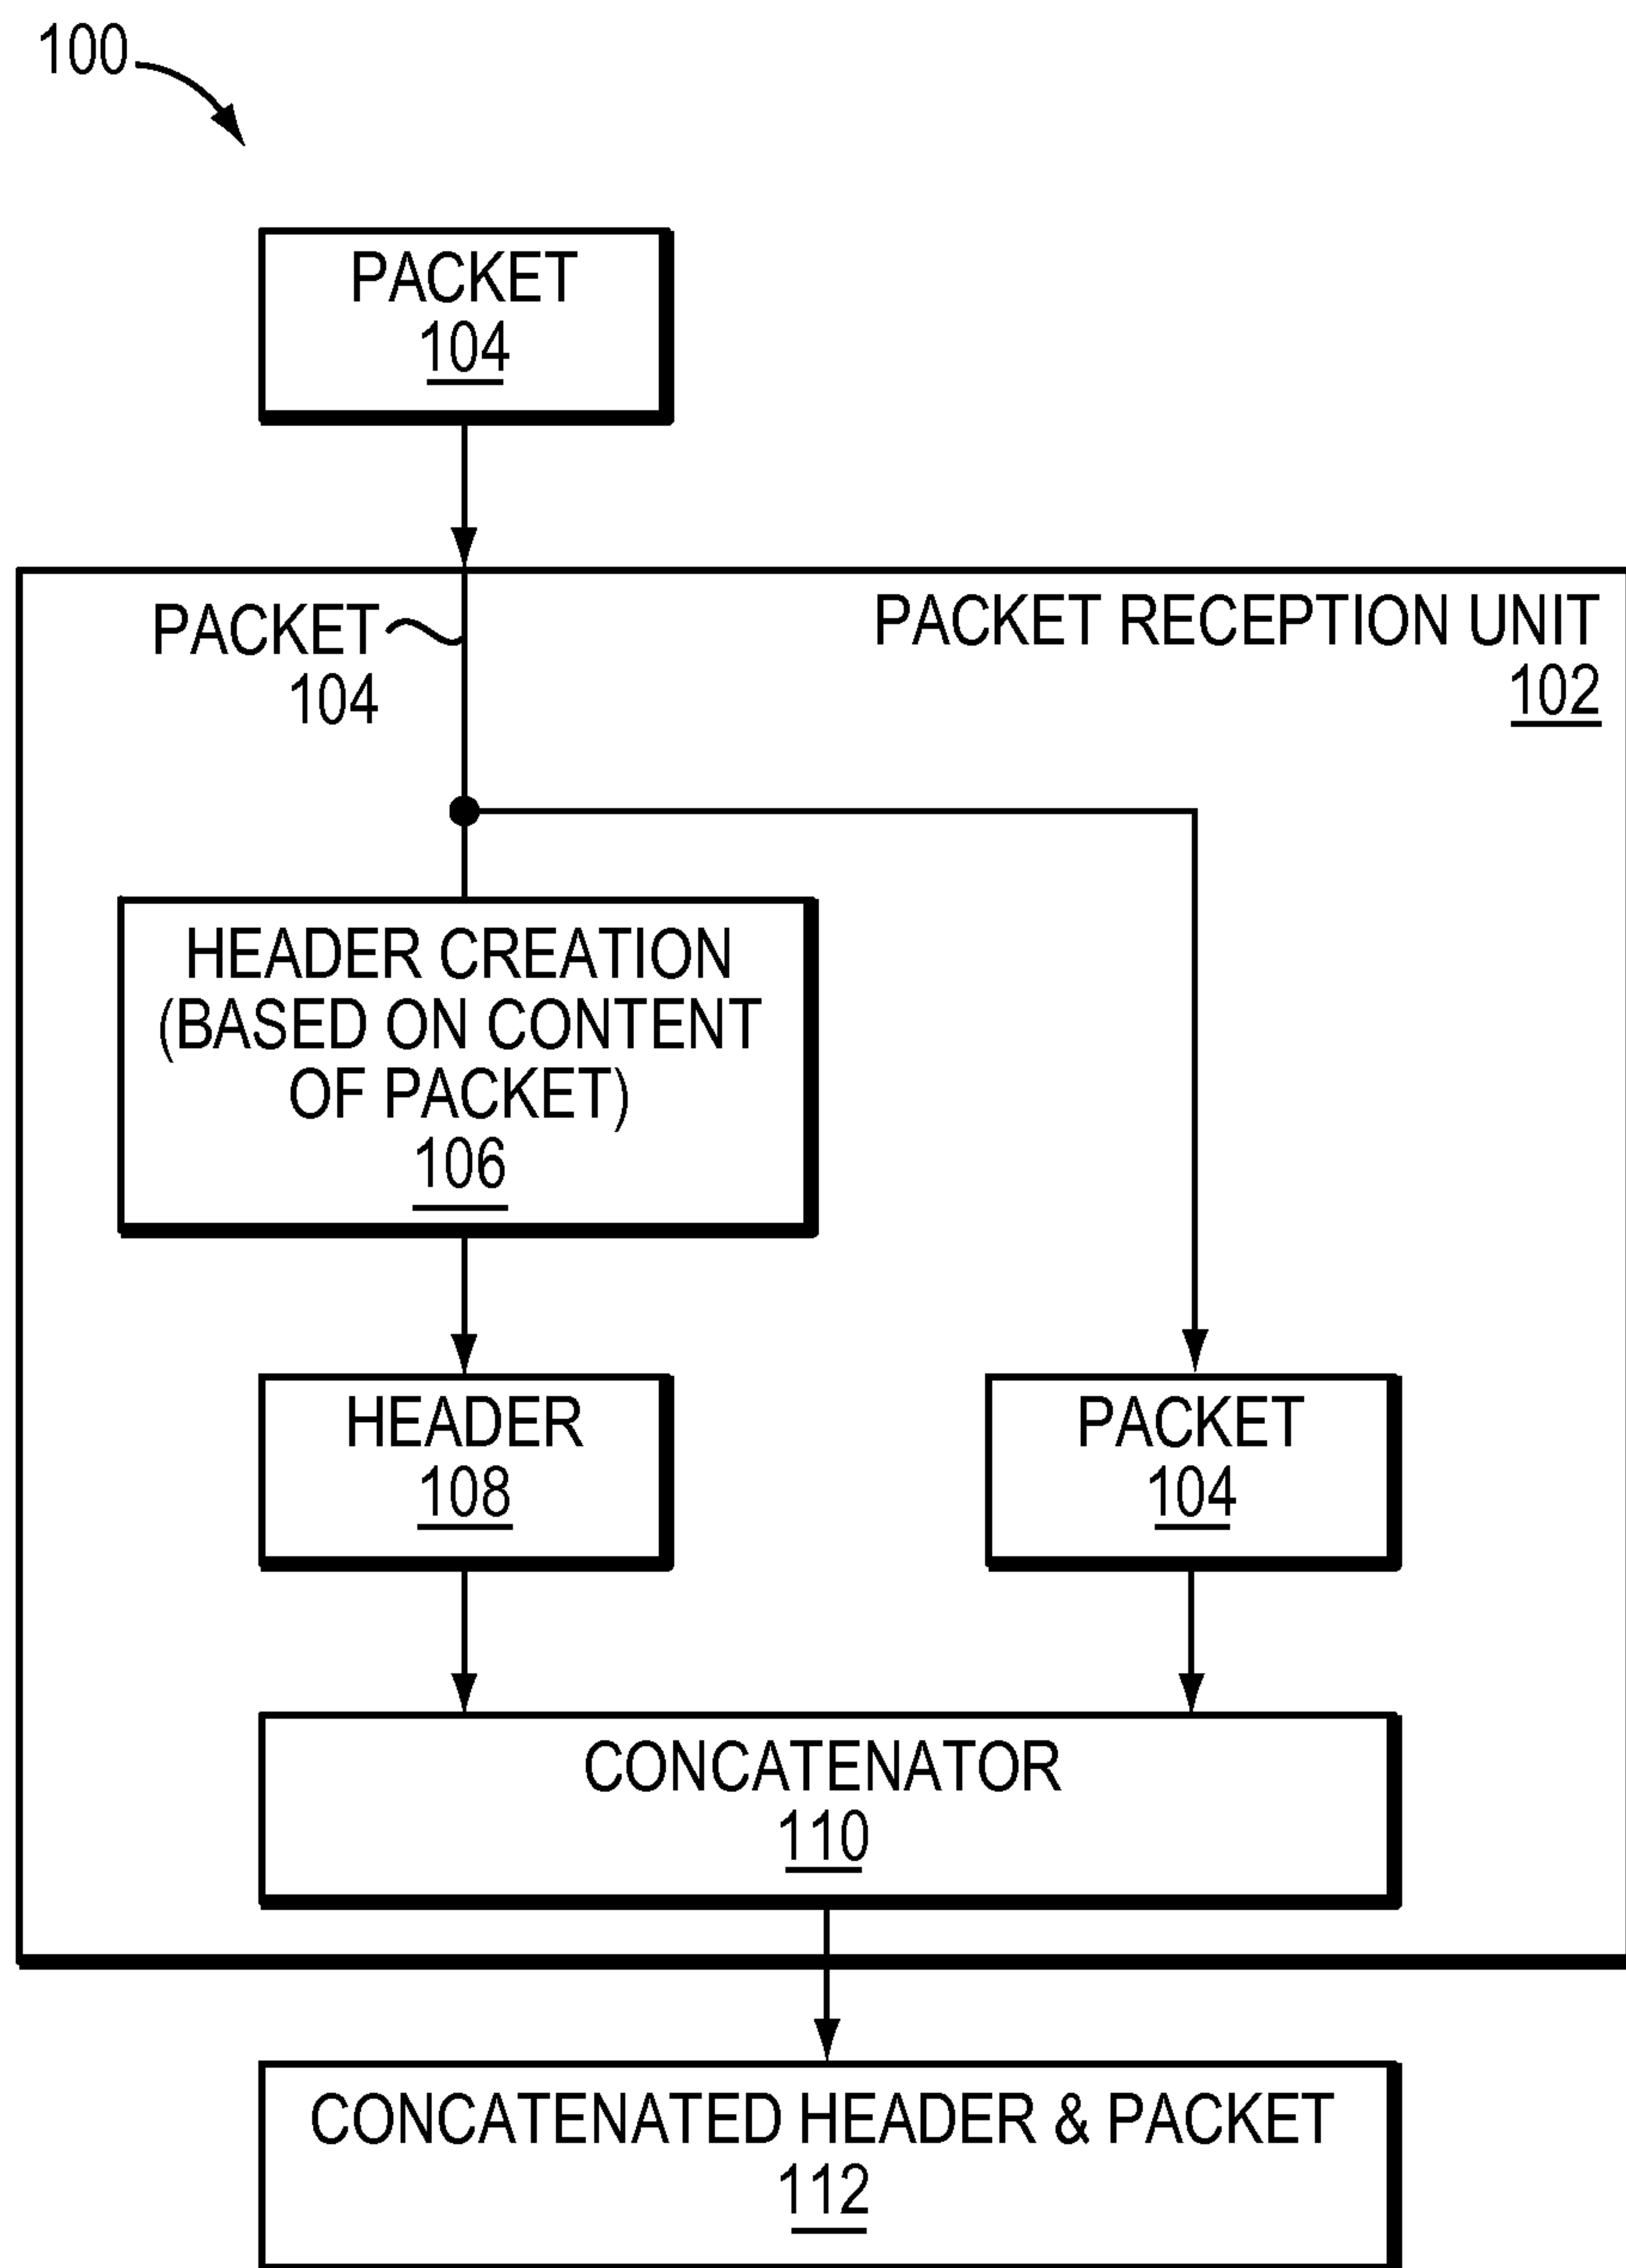 100
PACKET
104
PACKET
104
PACKET RECEPTION UNIT
102
HEADER CREATION
(BASED ON CONTENT
OF PACKET)
106
HEADER
108
PACKET
104
CONCATENATOR
110
CONCATENATED HEADER & PACKET
112